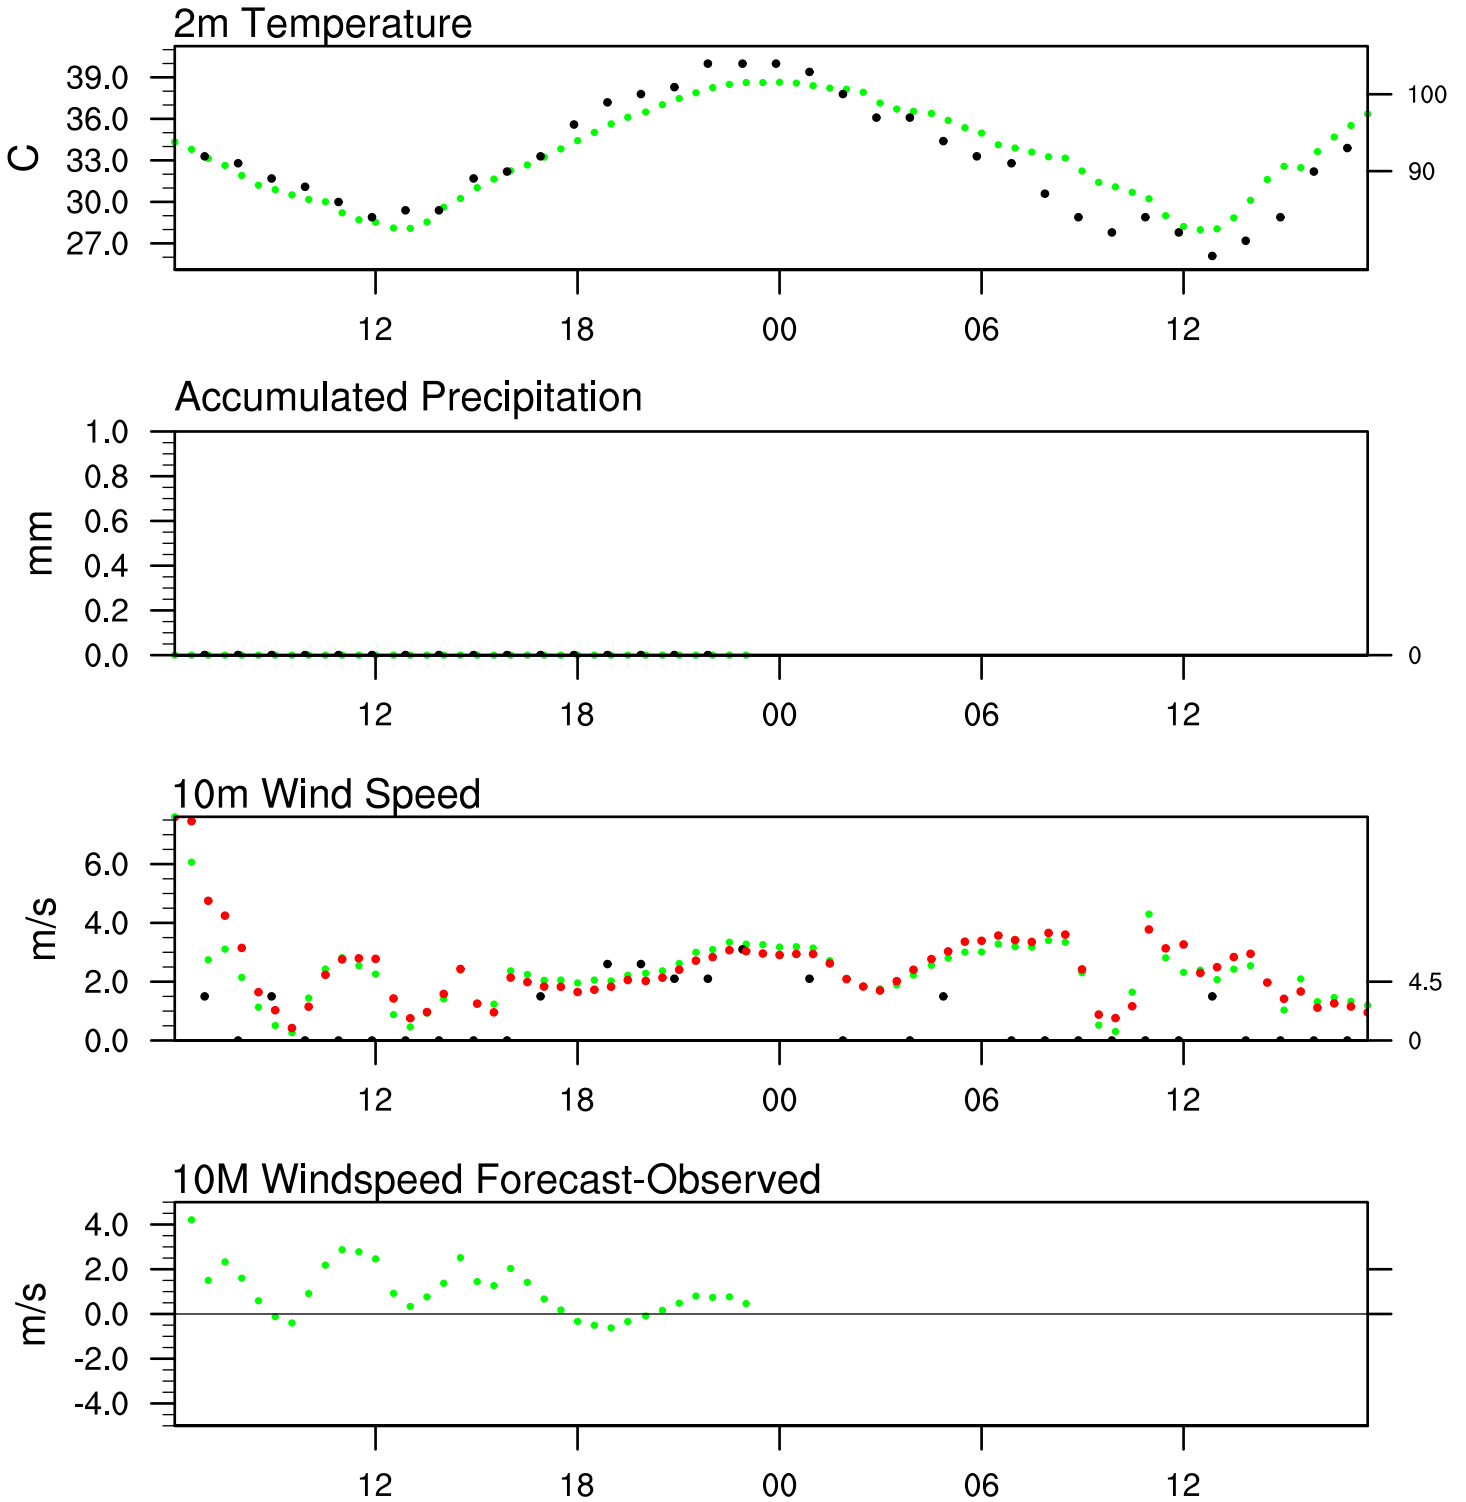 2m Temperature
39.0
36.0
33.0
30.0
27.0
C
100
90
12 18 00 06 12
Accumulated Precipitation
1.0
0.8
0.6
0.4
0.2
0.0
mm
0
12 18 00 06 12
10m Wind Speed
6.0
4.0
2.0
0.0
m/s
4.5
0
12 18 00 06 12
10M Windspeed Forecast-Observed
4.0
2.0
0.0
-2.0
-4.0
m/s
12 18 00 06 12